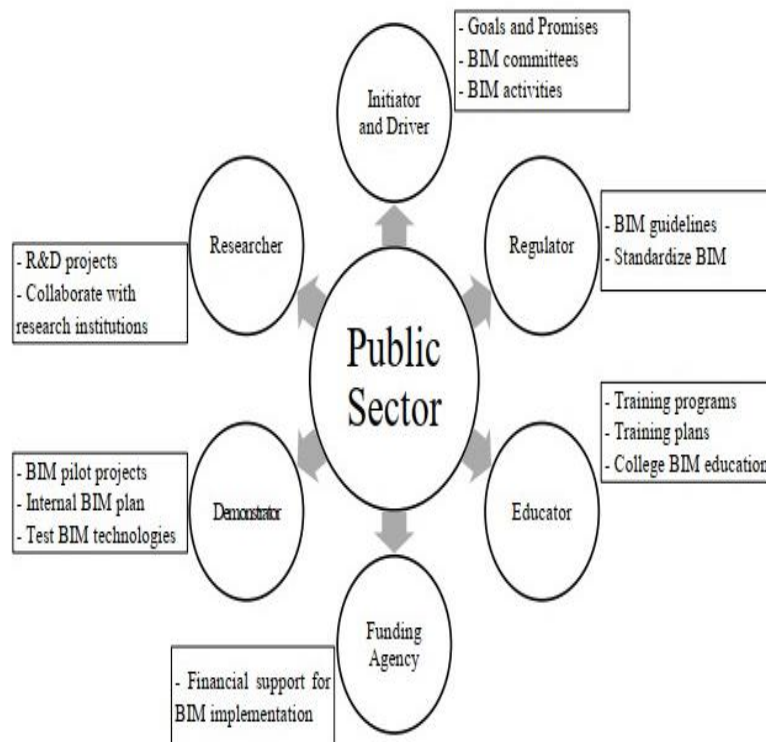 - Goals and Promises
- BIM committees
- BIM activities
Initiator
and Driver
Researcher
Regulator
- BIM guidelines
- Standardize BIM
- R&D projects
- Collaborate with
research institutions
Public
Sector
- Training programs
- Training plans
- College BIM education
- BIM pilot projects
- Internal BIM plan
- Test BIM technologies
Demonstrator
Educator
Funding
Agency
- Financial support for
BIM implementation